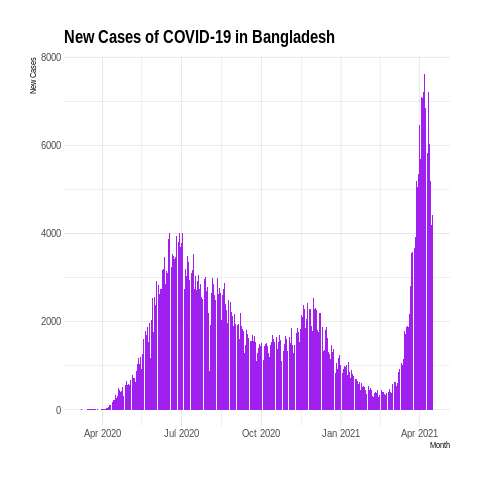 New Cases of COVID-19 in Bangladesh
New Cases
8000
6000
4000
2000
0
Apr 2020 Jul 2020 Oct 2020 Jan 2021 Apr 2021
Month